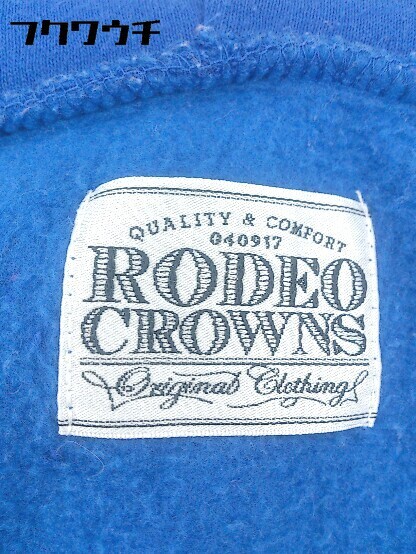 フクワウチ
QUALITY & COMFORT
040917
RODEO
CROWNS
Original Clothing